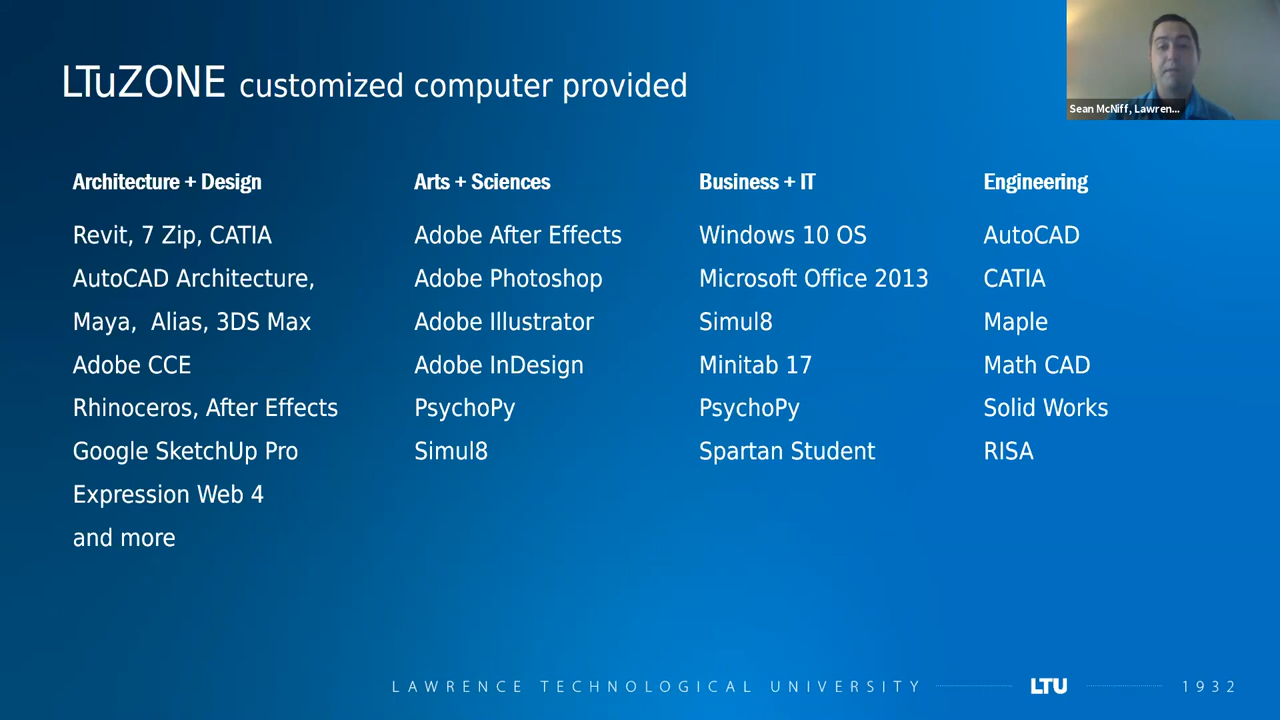 LTuZONE customized computer provided
Sean McNiff, Lawren...
Architecture + Design
Revit, 7 Zip, CATIA
AutoCAD Architecture,
Maya, Alias, 3DS Max
Adobe CCE
Rhinoceros, After Effects
Google SketchUp Pro
Expression Web 4
and more
Arts + Sciences
Adobe After Effects
Adobe Photoshop
Adobe Illustrator
Adobe InDesign
PsychoPy
Simul8
Business + IT
Windows 10 OS
Microsoft Office 2013
Simul8
Minitab 17
PsychoPy
Spartan Student
Engineering
AutoCAD
CATIA
Maple
Math CAD
Solid Works
RISA
LAWRENCE TECHNOLOGICAL UNIVERSITY LTU 1932